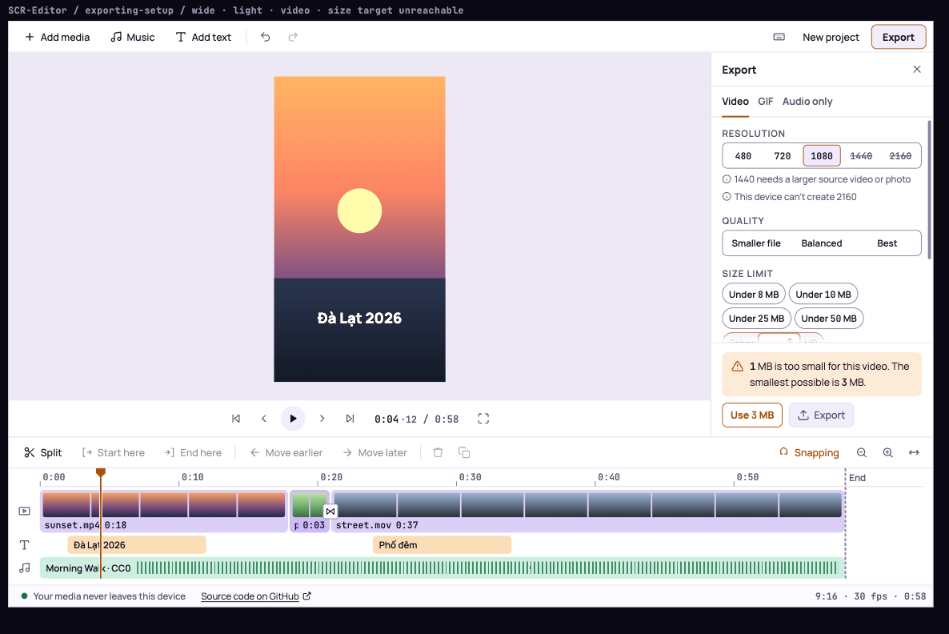 SCR-Editor / exporting-setup / wide · light · video · size target unreachable
Add media
Music
Add text
New project
Export
Export
Video GIF Audio only
RESOLUTION
480 720 1080 1440 2160
1440 needs a larger source video or photo
This device can't create 2160
QUALITY
Smaller file Balanced Best
SIZE LIMIT
Under 8 MB Under 10 MB
Under 25 MB Under 50 MB
1 MB is too small for this video. The
smallest possible is 3 MB.
Use 3 MB
Export
Đà Lạt 2026
0:04·12 / 0:58
Split
Start here
End here
Move earlier
Move later
Snapping
0:00 0:10 0:20 0:30 0:40 0:50 End
sunset.mp4 0:18
0:03
street.mov 0:37
Đà Lạt 2026
Phố đêm
Morning Walk · CC0
Your media never leaves this device
Source code on GitHub
9:16 · 30 fps · 0:58